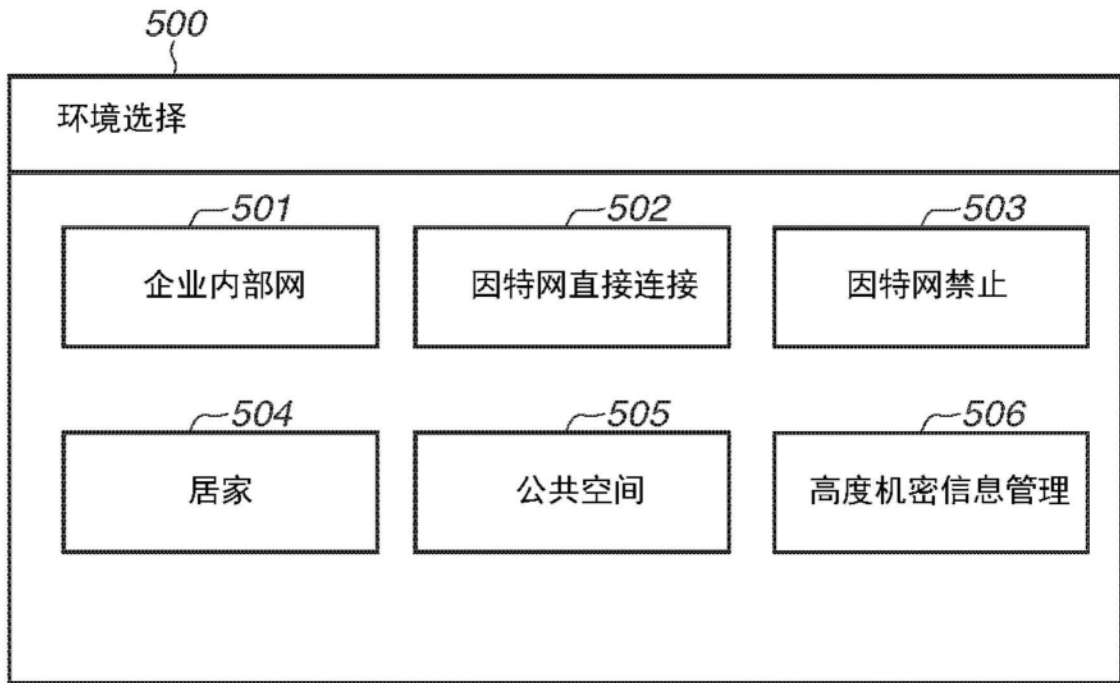 500
环境选择
501 502 503
企业内部网 因特网直接连接 因特网禁止
504 505 506
居家 公共空间 高度机密信息管理